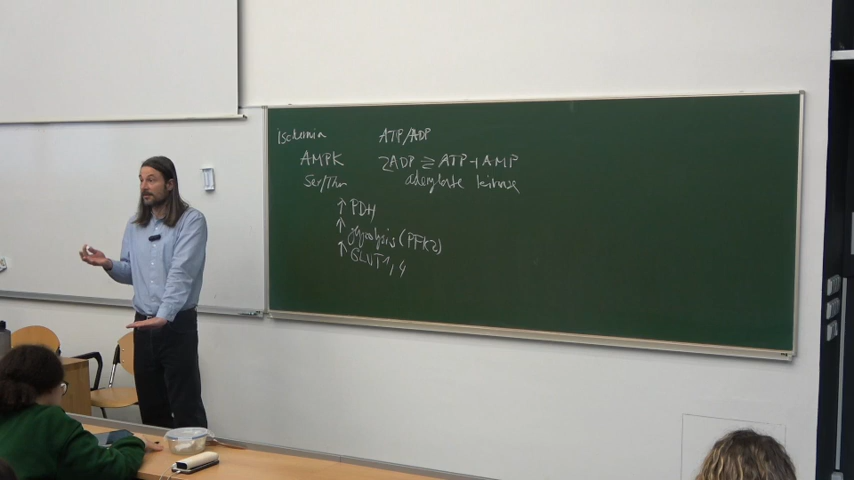 Ischemia ATP/ADP
AMPK 2ADP ⇌ ATP + AMP
Ser/Thr adenylate kinase
↑ PDH
↑ glycolysis (PFK2)
↑ GLUT1,4